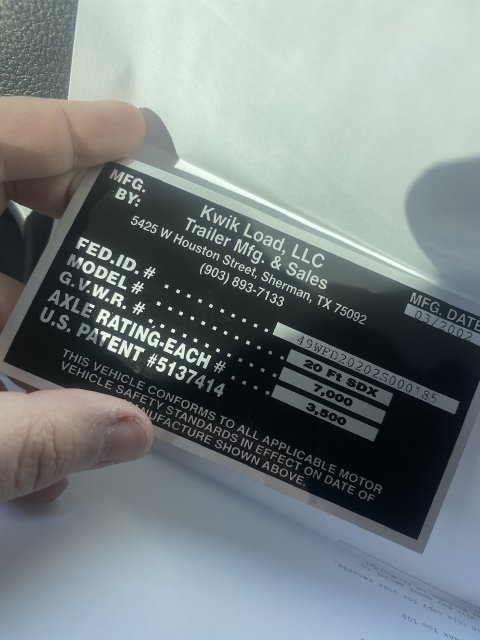 MFG.
BY:
Kwik Load, LLC
Trailer Mfg. & Sales
5425 W Houston Street, Sherman, TX 75092
(903) 893-7133
MFG. DATE
03/2002
FED.ID. # 49WFD20202S000185
MODEL # 20 Ft SDX
G.V.W.R. # 7,000
AXLE RATING-EACH # 3,500
U.S. PATENT #5137414
THIS VEHICLE CONFORMS TO ALL APPLICABLE MOTOR
VEHICLE SAFETY STANDARDS IN EFFECT ON DATE OF
MANUFACTURE SHOWN ABOVE.